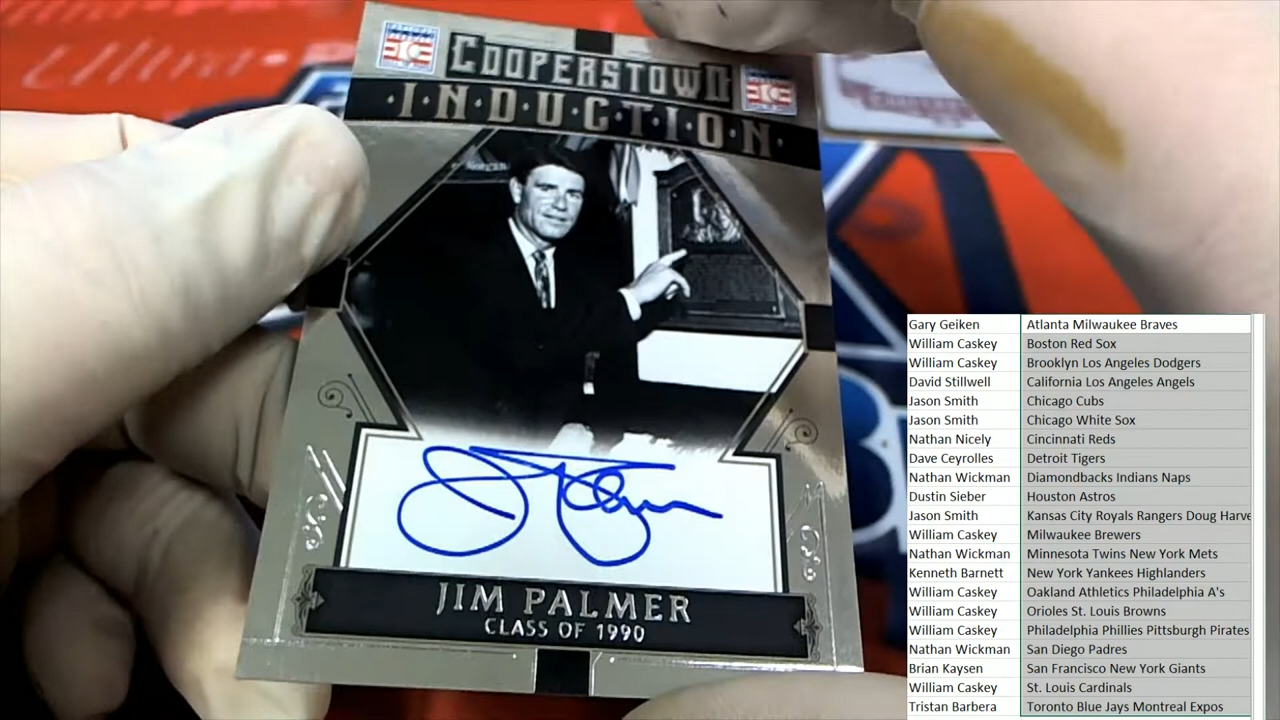 Ultra
COOPERSTOWN
·I·N·D·U·C·T·I·O·N·
J Palmer
JIM PALMER
CLASS OF 1990
Gary Geiken Atlanta Milwaukee Braves
William Caskey Boston Red Sox
William Caskey Brooklyn Los Angeles Dodgers
David Stillwell California Los Angeles Angels
Jason Smith Chicago Cubs
Jason Smith Chicago White Sox
Nathan Nicely Cincinnati Reds
Dave Ceyrolles Detroit Tigers
Nathan Wickman Diamondbacks Indians Naps
Dustin Sieber Houston Astros
Jason Smith Kansas City Royals Rangers Doug Harve
William Caskey Milwaukee Brewers
Nathan Wickman Minnesota Twins New York Mets
Kenneth Barnett New York Yankees Highlanders
William Caskey Oakland Athletics Philadelphia A's
William Caskey Orioles St. Louis Browns
William Caskey Philadelphia Phillies Pittsburgh Pirates
Nathan Wickman San Diego Padres
Brian Kaysen San Francisco New York Giants
William Caskey St. Louis Cardinals
Tristan Barbera Toronto Blue Jays Montreal Expos